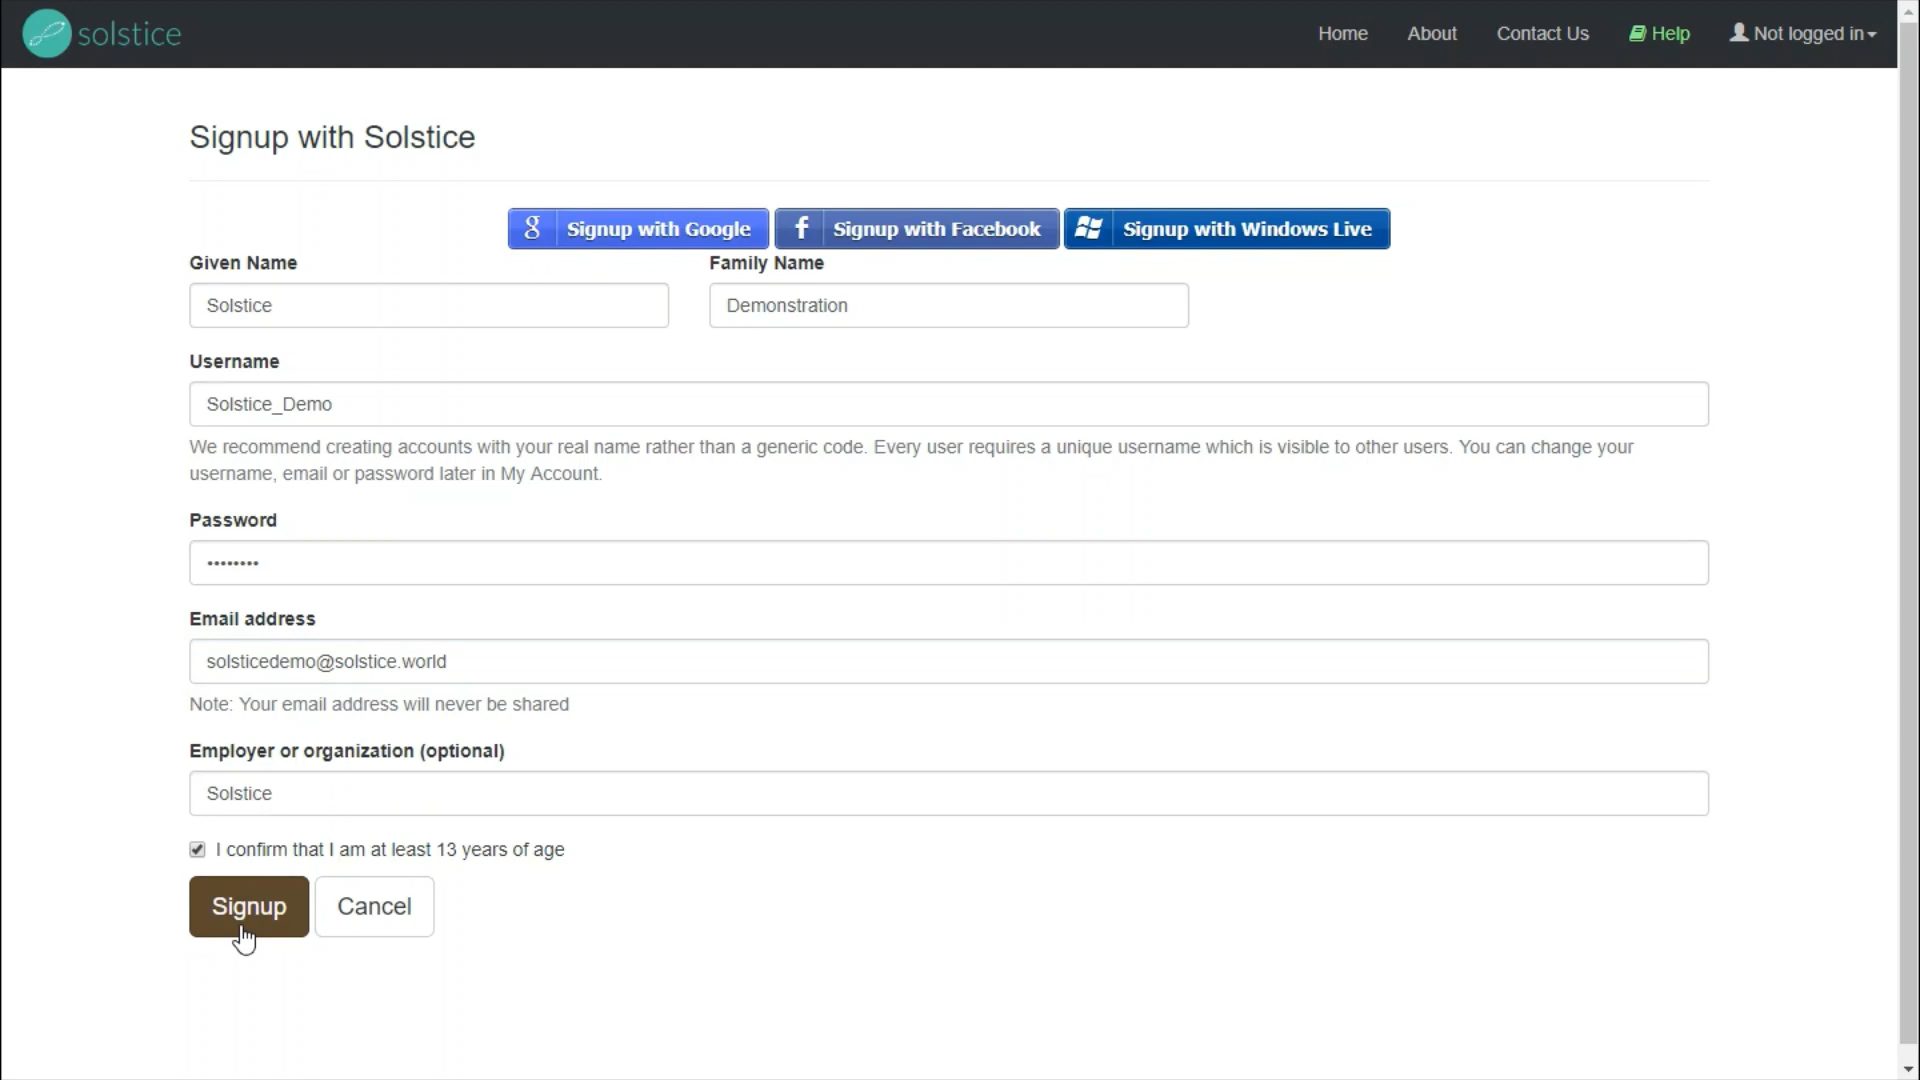 solstice
Home About Contact Us Help Not logged in
Signup with Solstice
Signup with Google Signup with Facebook Signup with Windows Live
Given Name Family Name
Solstice Demonstration
Username
Solstice_Demo
We recommend creating accounts with your real name rather than a generic code. Every user requires a unique username which is visible to other users. You can change your
username, email or password later in My Account.
Password
••••••••
Email address
solsticedemo@solstice.world
Note: Your email address will never be shared
Employer or organization (optional)
Solstice
I confirm that I am at least 13 years of age
Signup Cancel